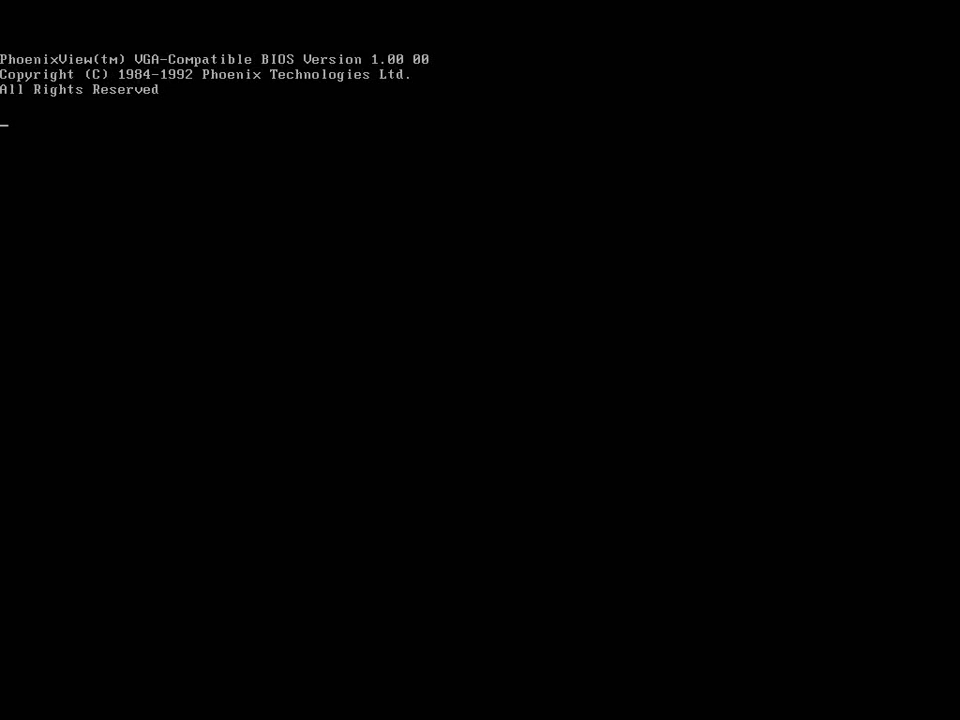 PhoenixView(tm) VGA-Compatible BIOS Version 1.00 00
Copyright (C) 1984-1992 Phoenix Technologies Ltd.
All Rights Reserved